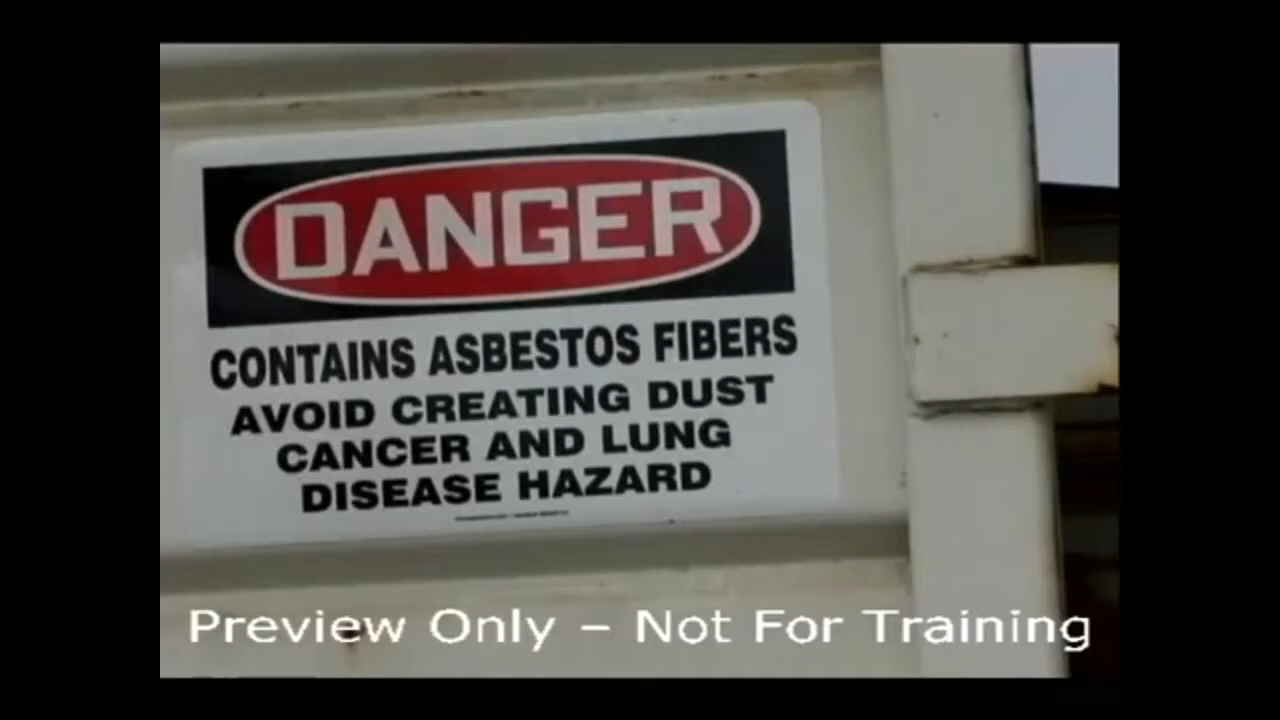 DANGER
CONTAINS ASBESTOS FIBERS
AVOID CREATING DUST
CANCER AND LUNG
DISEASE HAZARD
Preview Only – Not For Training